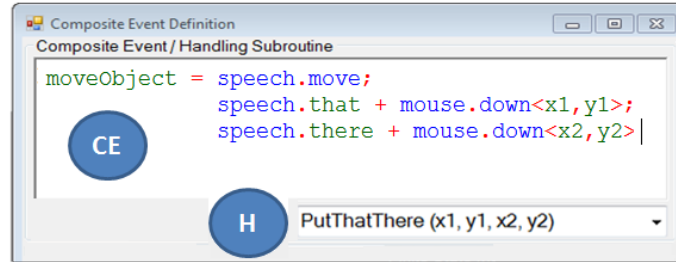 Composite Event Definition
Composite Event / Handling Subroutine
moveObject = speech.move;
speech.that + mouse.down<x1,y1>;
speech.there + mouse.down<x2,y2>
CE
H
PutThatThere (x1, y1, x2, y2)